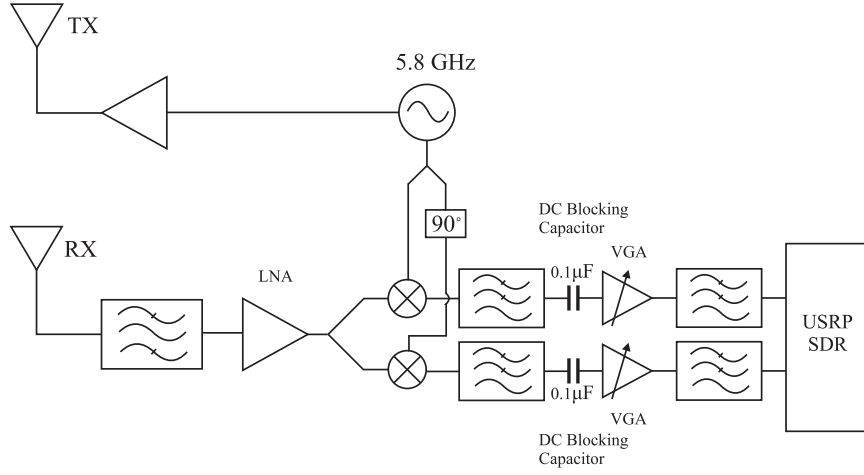 TX
5.8 GHz
90°
DC Blocking
Capacitor
RX
LNA
0.1μF
VGA
USRP
SDR
0.1μF
VGA
DC Blocking
Capacitor